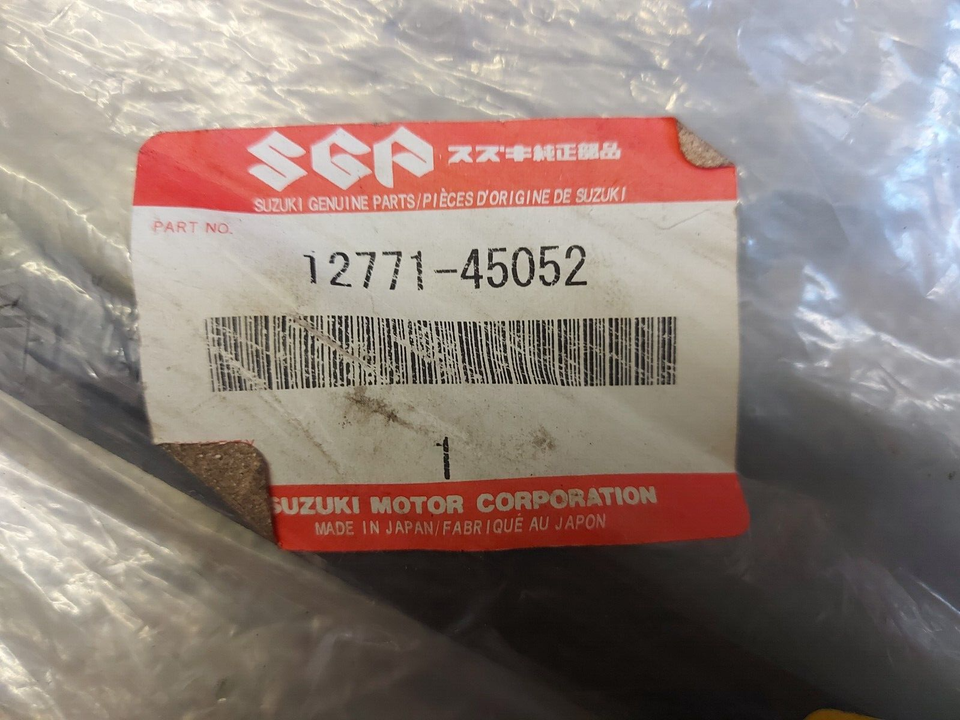 SGP スズキ純正部品
SUZUKI GENUINE PARTS/PIÈCES D'ORIGINE DE SUZUKI
PART NO.
12771-45052
1
SUZUKI MOTOR CORPORATION
MADE IN JAPAN/FABRIQUÉ AU JAPON